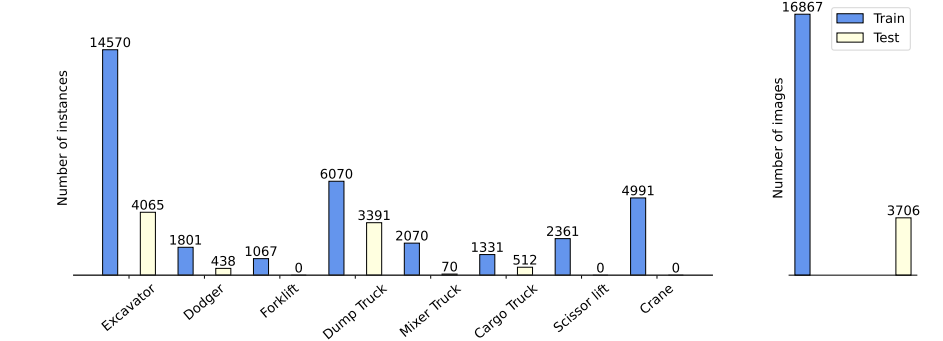 Number of instances
14570
4065
1801
438
1067
0
6070
3391
2070
70
1331
512
2361
0
4991
0
Excavator
Dodger
Forklift
Dump Truck
Mixer Truck
Cargo Truck
Scissor lift
Crane
Number of images
16867
3706
Train
Test